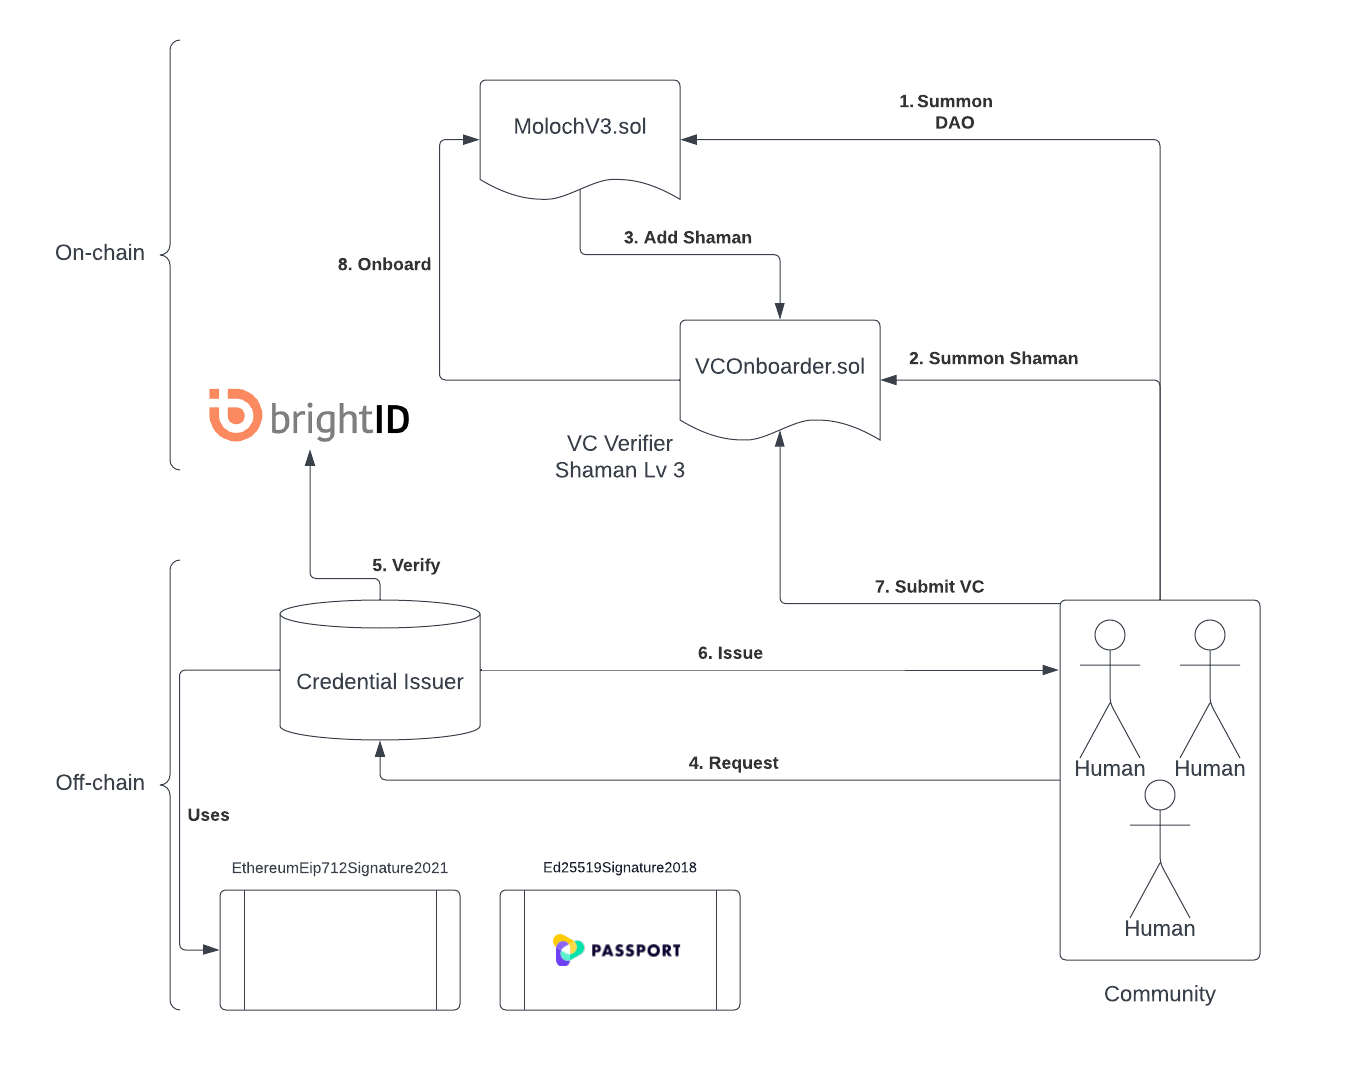 1. Summon
DAO
MolochV3.sol
3. Add Shaman
On-chain
8. Onboard
2. Summon Shaman
VCOnboarder.sol
brightID
VC Verifier
Shaman Lv 3
5. Verify
7. Submit VC
6. Issue
Credential Issuer
4. Request
Human
Human
Off-chain
Uses
EthereumEip712Signature2021
Ed25519Signature2018
PASSPORT
Human
Community